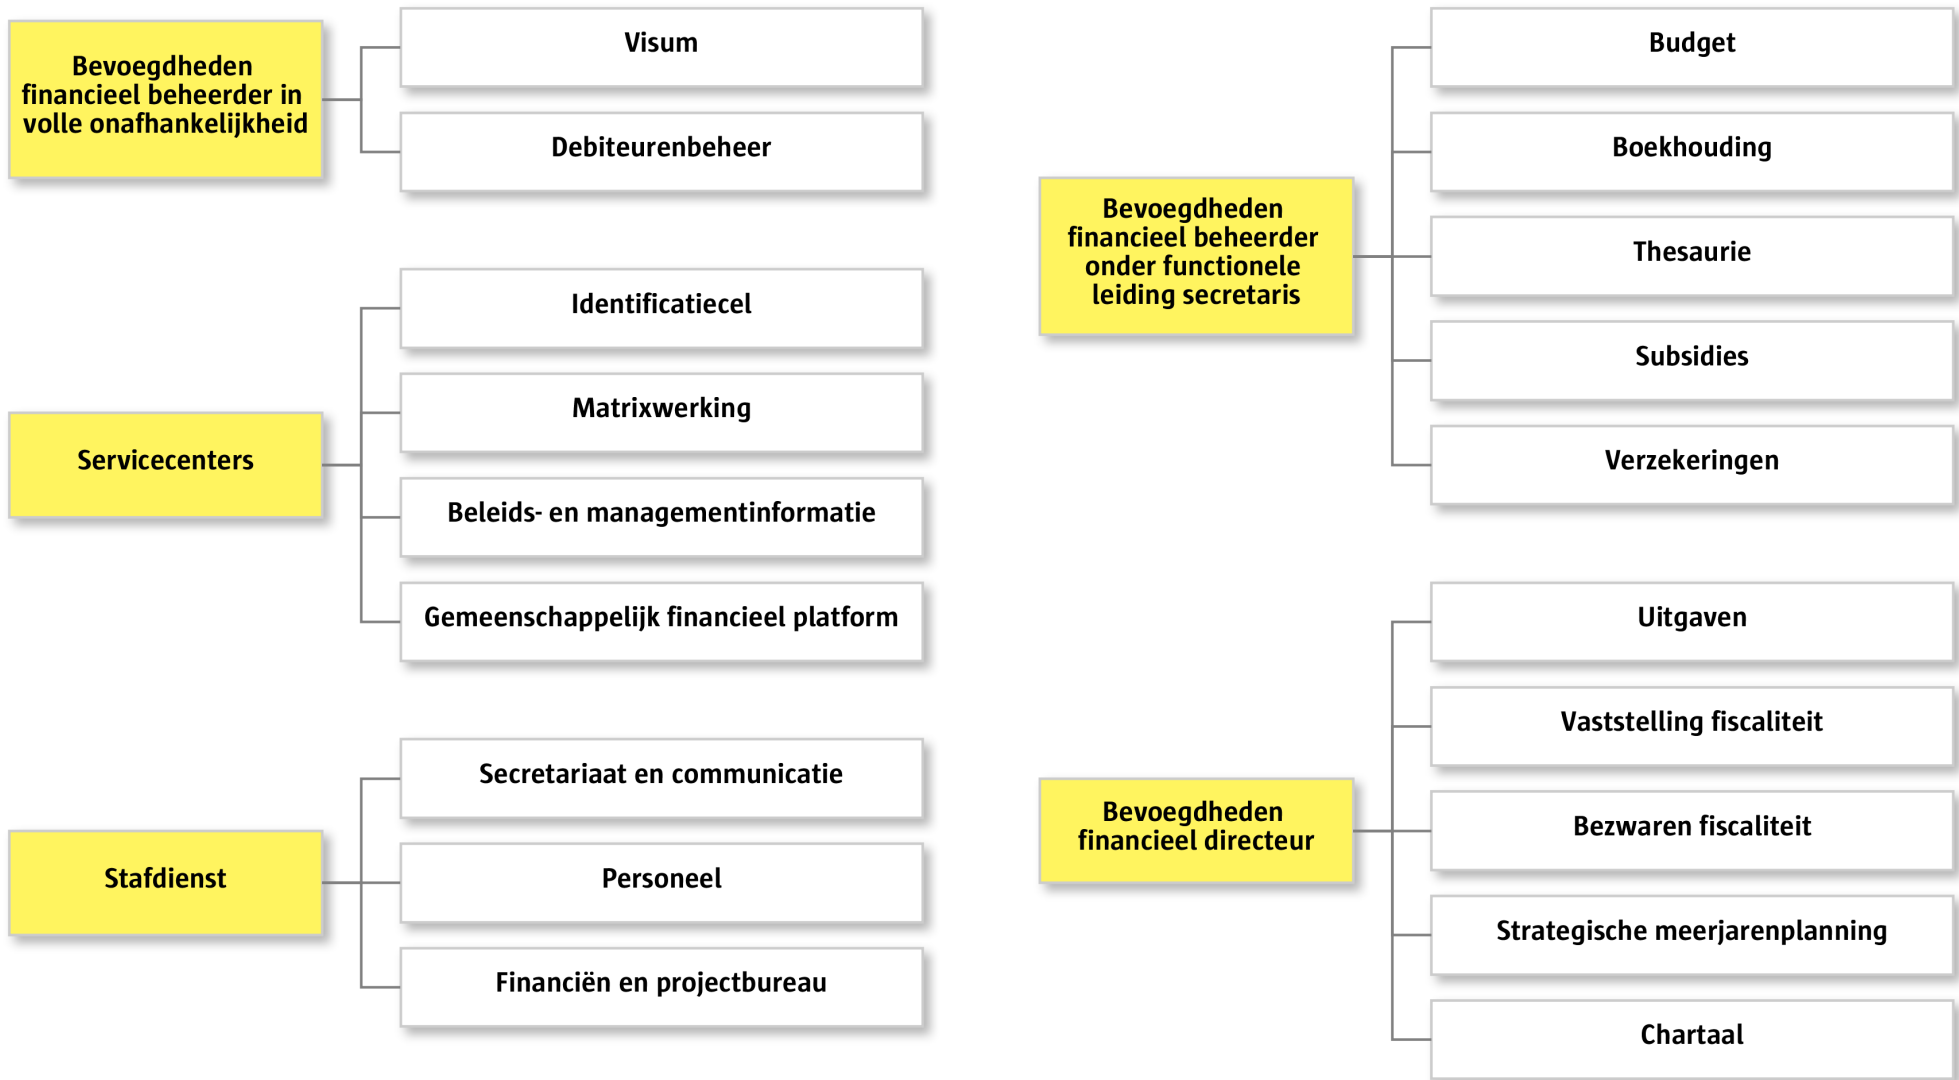 Bevoegdheden
financieel beheerder in
volle onafhankelijkheid
Visum
Debiteurenbeheer
Servicecenters
Identificatiecel
Matrixwerking
Beleids- en managementinformatie
Gemeenschappelijk financieel platform
Stafdienst
Secretariaat en communicatie
Personeel
Financiën en projectbureau
Bevoegdheden
financieel beheerder
onder functionele
leiding secretaris
Budget
Boekhouding
Thesaurie
Subsidies
Verzekeringen
Bevoegdheden
financieel directeur
Uitgaven
Vaststelling fiscaliteit
Bezwaren fiscaliteit
Strategische meerjarenplanning
Chartaal